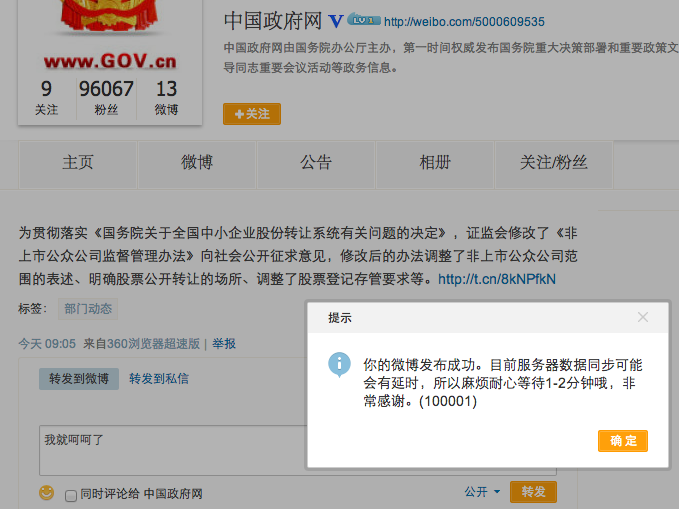 www.GOV.cn
9 96067 13
关注 粉丝 微博
中国政府网 V LV 1 http://weibo.com/5000609535
中国政府网由国务院办公厅主办，第一时间权威发布国务院重大决策部署和重要政策文
导同志重要会议活动等政务信息。
+关注
主页 微博 公告 相册 关注/粉丝
为贯彻落实《国务院关于全国中小企业股份转让系统有关问题的决定》，证监会修改了《非
上市公众公司监督管理办法》向社会公开征求意见，修改后的办法调整了非上市公众公司范
围的表述、明确股票公开转让的场所、调整了股票登记存管要求等。http://t.cn/8kNPfkN
标签： 部门动态
今天 09:05 来自360浏览器超速版 | 举报
转发到微博 转发到私信
我就呵呵了
同时评论给 中国政府网
公开 转发
提示
你的微博发布成功。目前服务器数据同步可能
会有延时，所以麻烦耐心等待1-2分钟哦，非
常感谢。(100001)
确定